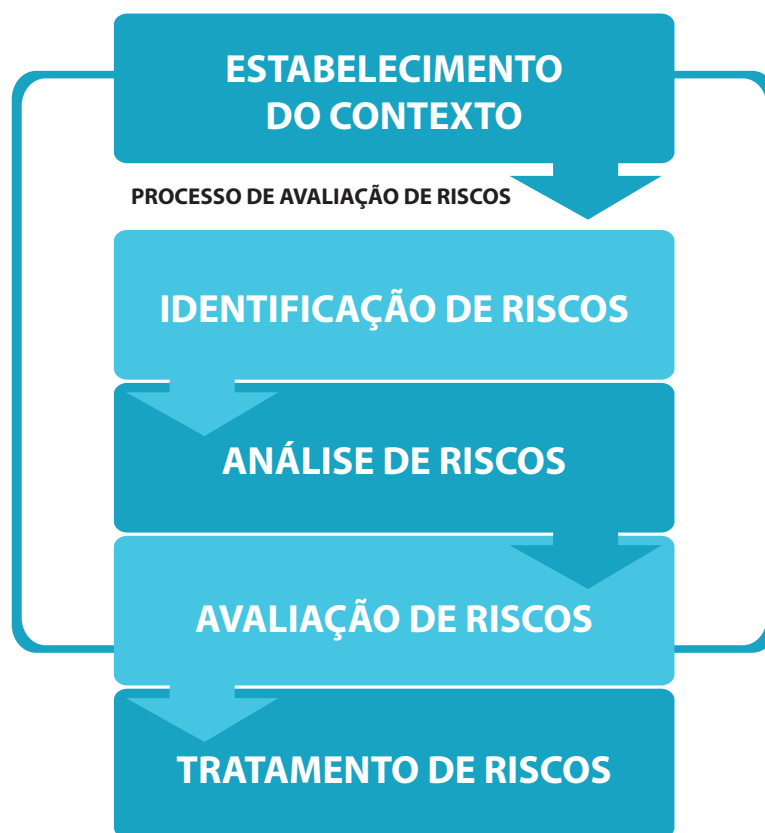 ESTABELECIMENTO
DO CONTEXTO
PROCESSO DE AVALIAÇÃO DE RISCOS
IDENTIFICAÇÃO DE RISCOS
ANÁLISE DE RISCOS
AVALIAÇÃO DE RISCOS
TRATAMENTO DE RISCOS